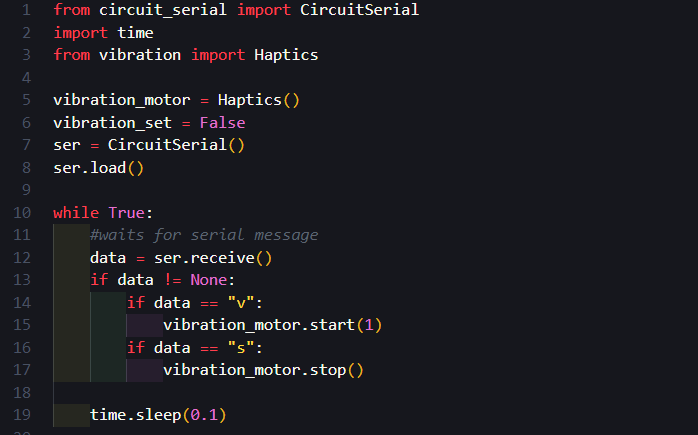 1 from circuit_serial import CircuitSerial
2 import time
3 from vibration import Haptics
4
5 vibration_motor = Haptics()
6 vibration_set = False
7 ser = CircuitSerial()
8 ser.load()
9
10 while True:
11     #waits for serial message
12     data = ser.receive()
13     if data != None:
14         if data == "v":
15             vibration_motor.start(1)
16         if data == "s":
17             vibration_motor.stop()
18
19     time.sleep(0.1)